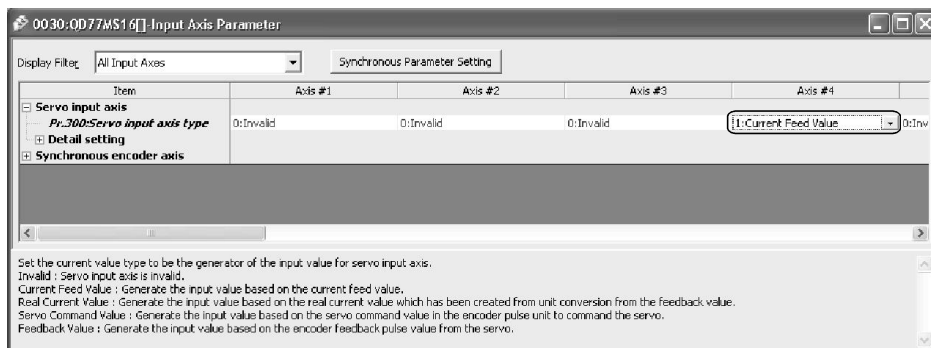 0030:QD77MS16[]-Input Axis Parameter
Display Filter All Input Axes Synchronous Parameter Setting
Item Axis #1 Axis #2 Axis #3 Axis #4
Servo input axis
Pr.300:Servo input axis type 0:Invalid 0:Invalid 0:Invalid 1:Current Feed Value 0:Inv
Detail setting
Synchronous encoder axis
Set the current value type to be the generator of the input value for servo input axis.
Invalid : Servo input axis is invalid.
Current Feed Value : Generate the input value based on the current feed value.
Real Current Value : Generate the input value based on the real current value which has been created from unit conversion from the feedback value.
Servo Command Value : Generate the input value based on the servo command value in the encoder pulse unit to command the servo.
Feedback Value : Generate the input value based on the encoder feedback pulse value from the servo.